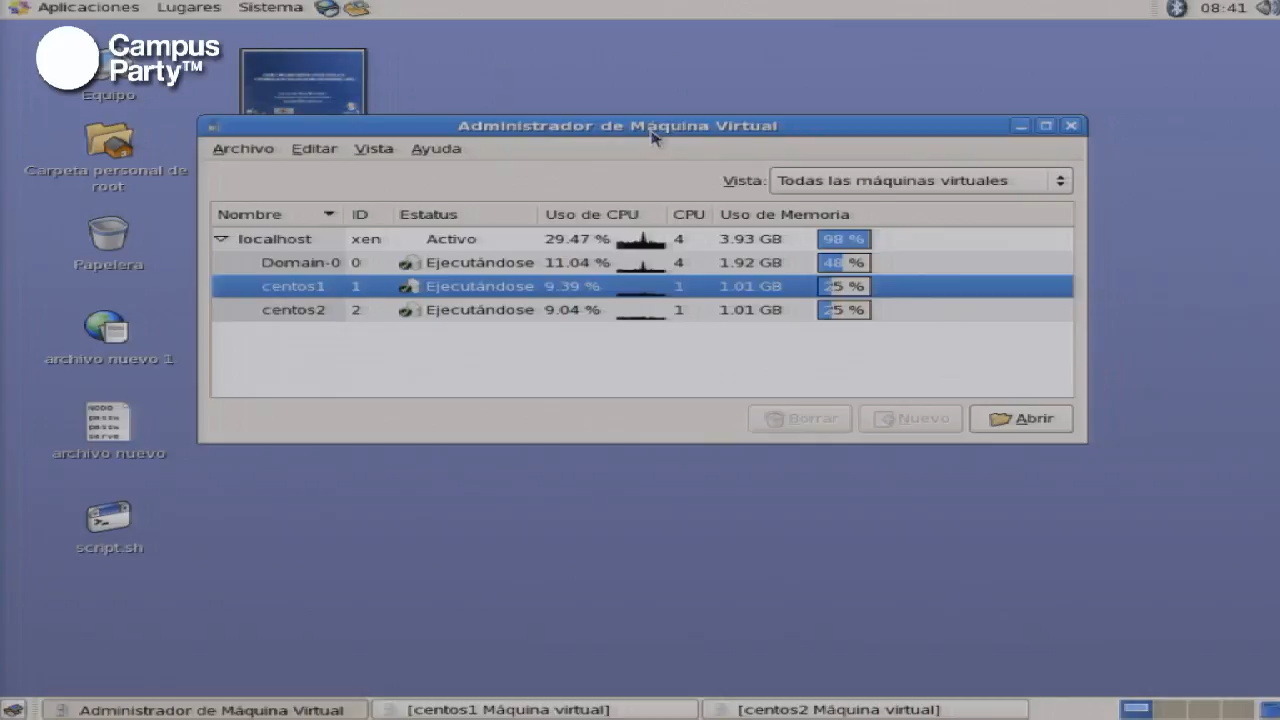 Aplicaciones Lugares Sistema 08:41
Campus
Party™
Equipo
Carpeta personal de
root
Papelera
archivo nuevo 1
archivo nuevo
script.sh
Administrador de Máquina Virtual
Archivo Editar Vista Ayuda
Vista: Todas las máquinas virtuales
Nombre ID Estatus Uso de CPU CPU Uso de Memoria
localhost xen Activo 29.47 % 4 3.93 GB 98 %
Domain-0 0 Ejecutándose 11.04 % 4 1.92 GB 48 %
centos1 1 Ejecutándose 9.39 % 1 1.01 GB 25 %
centos2 2 Ejecutándose 9.04 % 1 1.01 GB 25 %
Borrar Nuevo Abrir
Administrador de Máquina Virtual [centos1 Máquina virtual] [centos2 Máquina virtual]